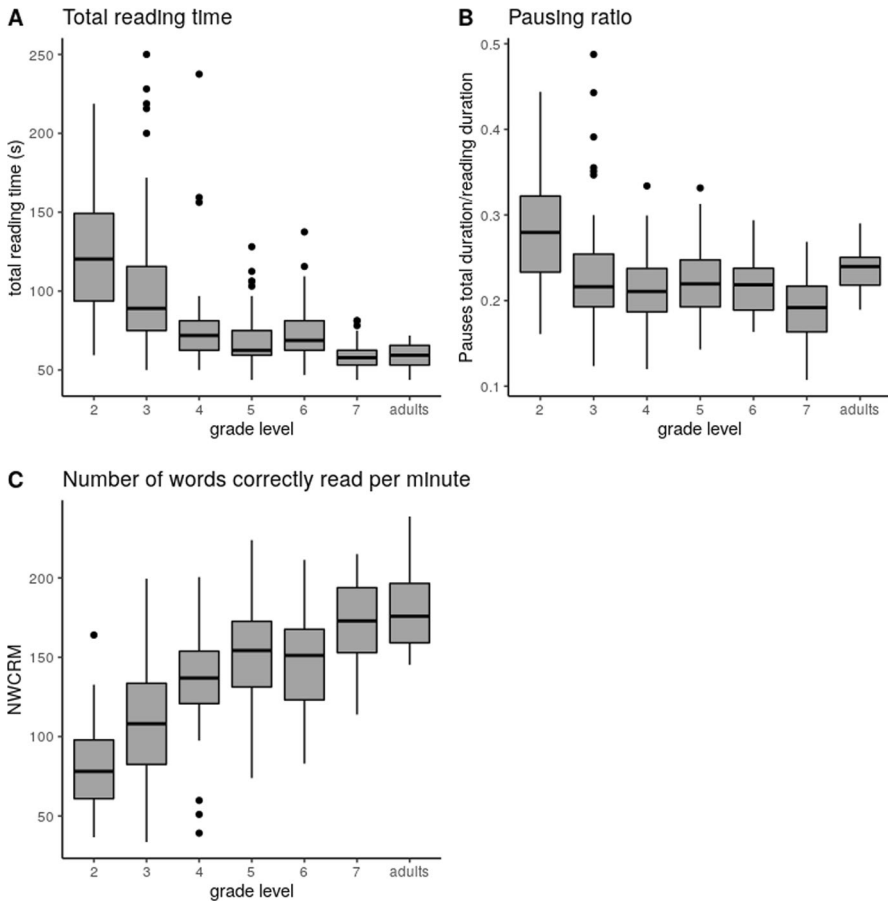 A Total reading time
total reading time (s)
250
200
150
100
50
2 3 4 5 6 7 adults
grade level
B Pausing ratio
Pauses total duration/reading duration
0.5
0.4
0.3
0.2
0.1
2 3 4 5 6 7 adults
grade level
C Number of words correctly read per minute
NWCRM
200
150
100
50
2 3 4 5 6 7 adults
grade level